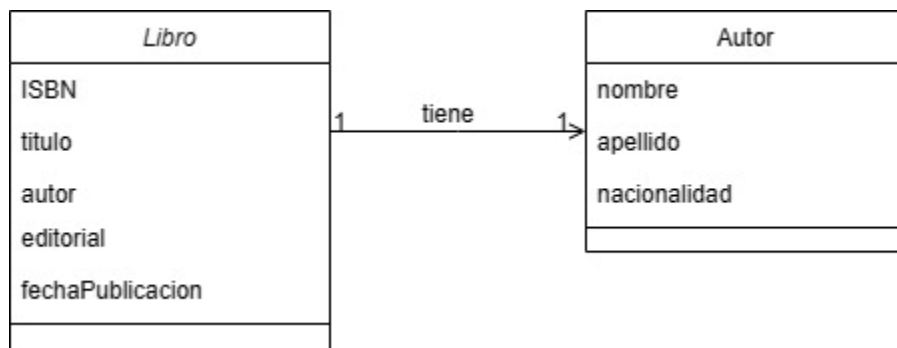 Libro
ISBN
titulo
autor
editorial
fechaPublicacion
1 tiene 1
Autor
nombre
apellido
nacionalidad